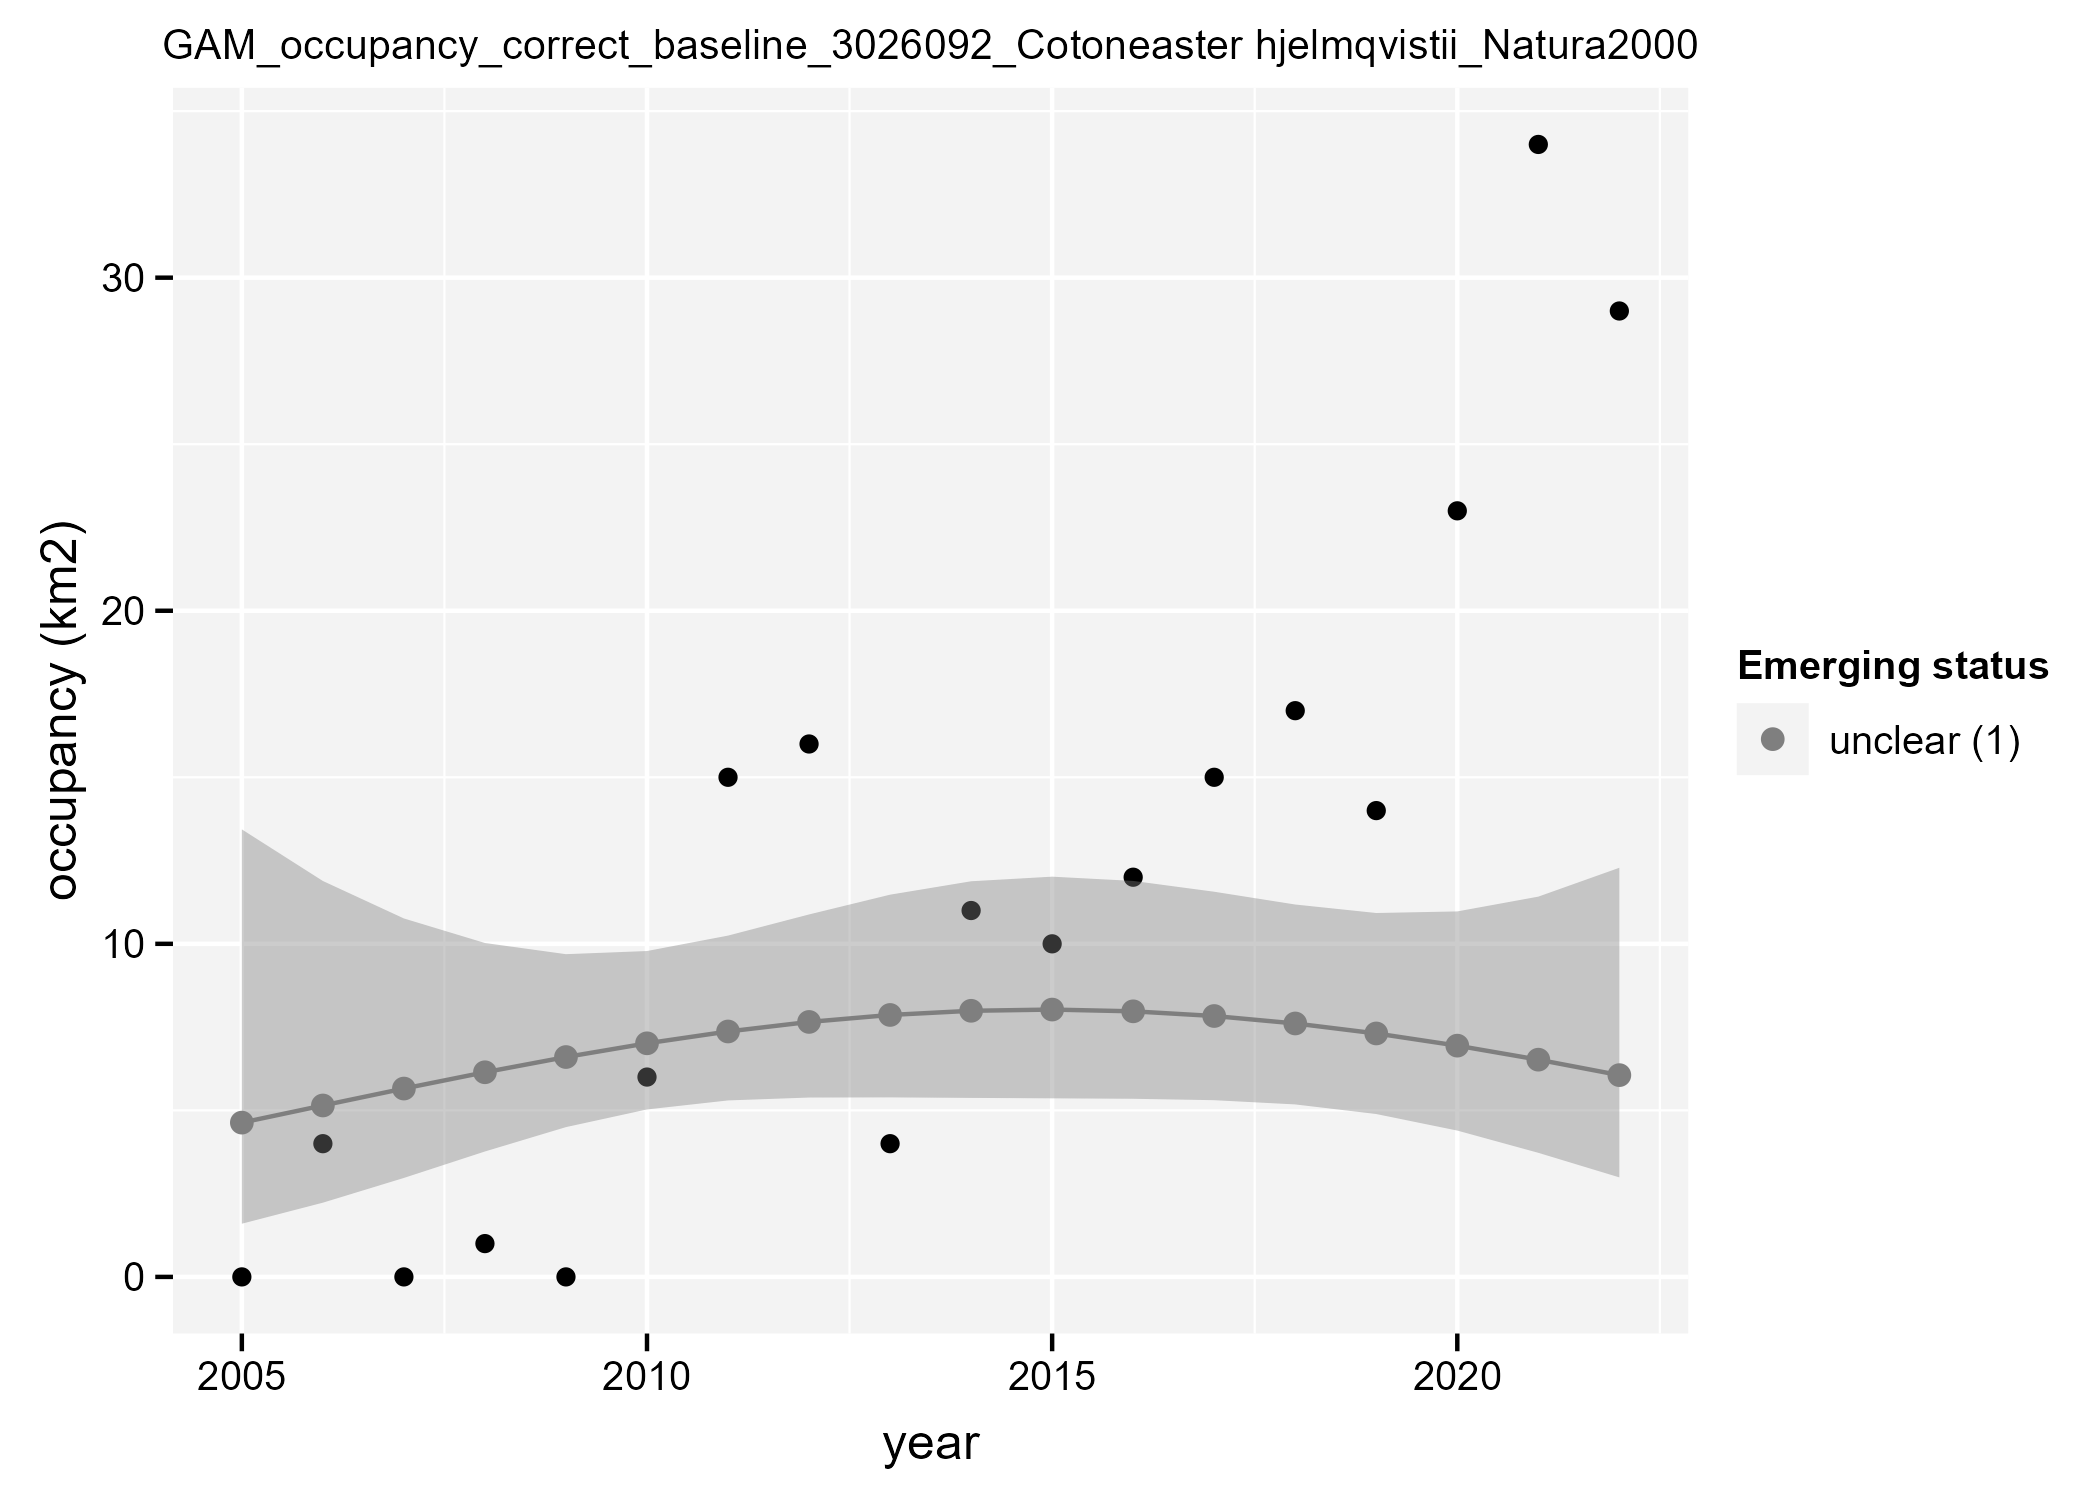 GAM_occupancy_correct_baseline_3026092_Cotoneaster hjelmqvistii_Natura2000
30
20
10
0
occupancy (km2)
2005 2010 2015 2020
year
Emerging status
unclear (1)